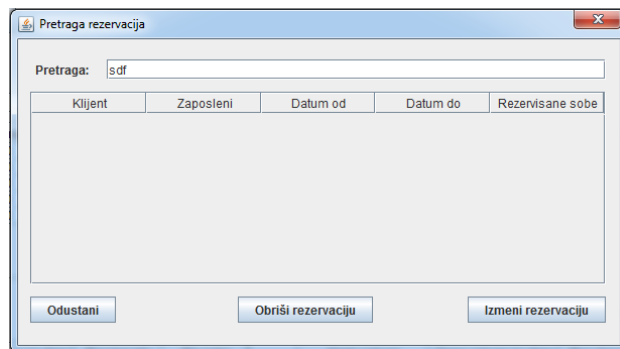 Pretraga rezervacija
Pretraga: sdf
Klijent Zaposleni Datum od Datum do Rezervisane sobe
Odustani Obriši rezervaciju Izmeni rezervaciju